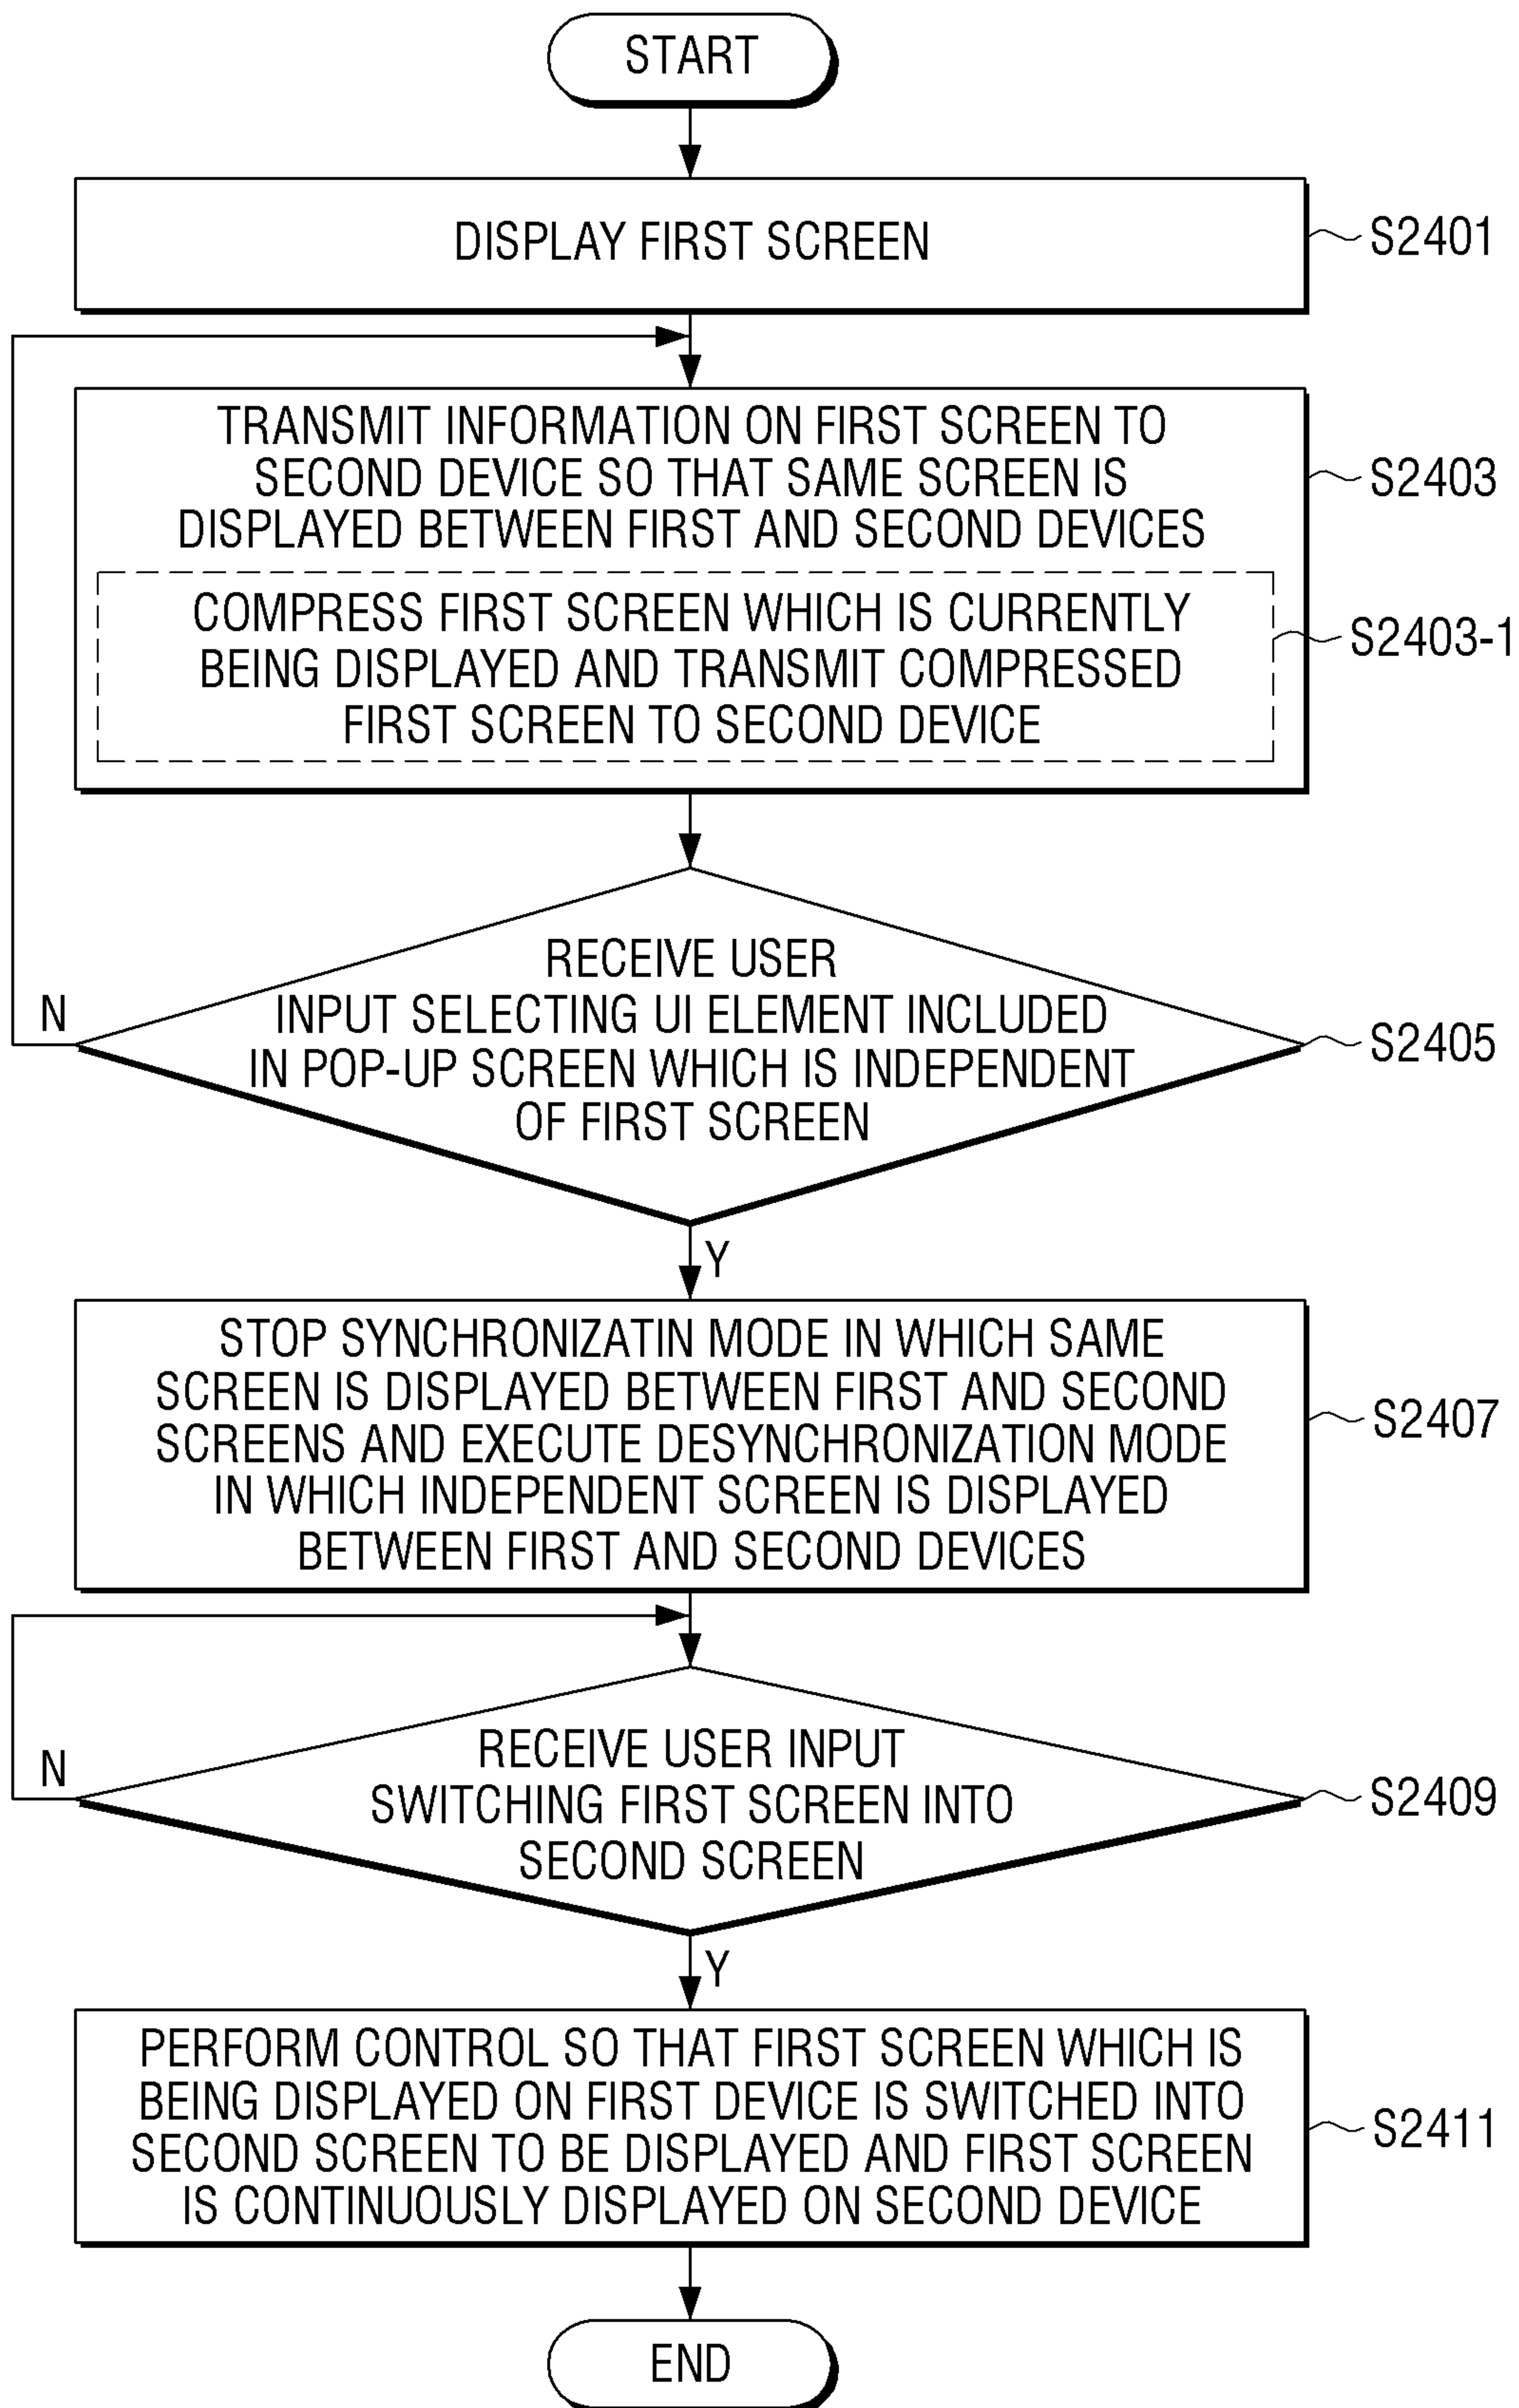 START
DISPLAY FIRST SCREEN
S2401
TRANSMIT INFORMATION ON FIRST SCREEN TO
SECOND DEVICE SO THAT SAME SCREEN IS
DISPLAYED BETWEEN FIRST AND SECOND DEVICES
S2403
COMPRESS FIRST SCREEN WHICH IS CURRENTLY
BEING DISPLAYED AND TRANSMIT COMPRESSED
FIRST SCREEN TO SECOND DEVICE
S2403-1
RECEIVE USER
INPUT SELECTING UI ELEMENT INCLUDED
IN POP-UP SCREEN WHICH IS INDEPENDENT
OF FIRST SCREEN
N
S2405
Y
STOP SYNCHRONIZATIN MODE IN WHICH SAME
SCREEN IS DISPLAYED BETWEEN FIRST AND SECOND
SCREENS AND EXECUTE DESYNCHRONIZATION MODE
IN WHICH INDEPENDENT SCREEN IS DISPLAYED
BETWEEN FIRST AND SECOND DEVICES
S2407
RECEIVE USER INPUT
SWITCHING FIRST SCREEN INTO
SECOND SCREEN
N
S2409
Y
PERFORM CONTROL SO THAT FIRST SCREEN WHICH IS
BEING DISPLAYED ON FIRST DEVICE IS SWITCHED INTO
SECOND SCREEN TO BE DISPLAYED AND FIRST SCREEN
IS CONTINUOUSLY DISPLAYED ON SECOND DEVICE
S2411
END